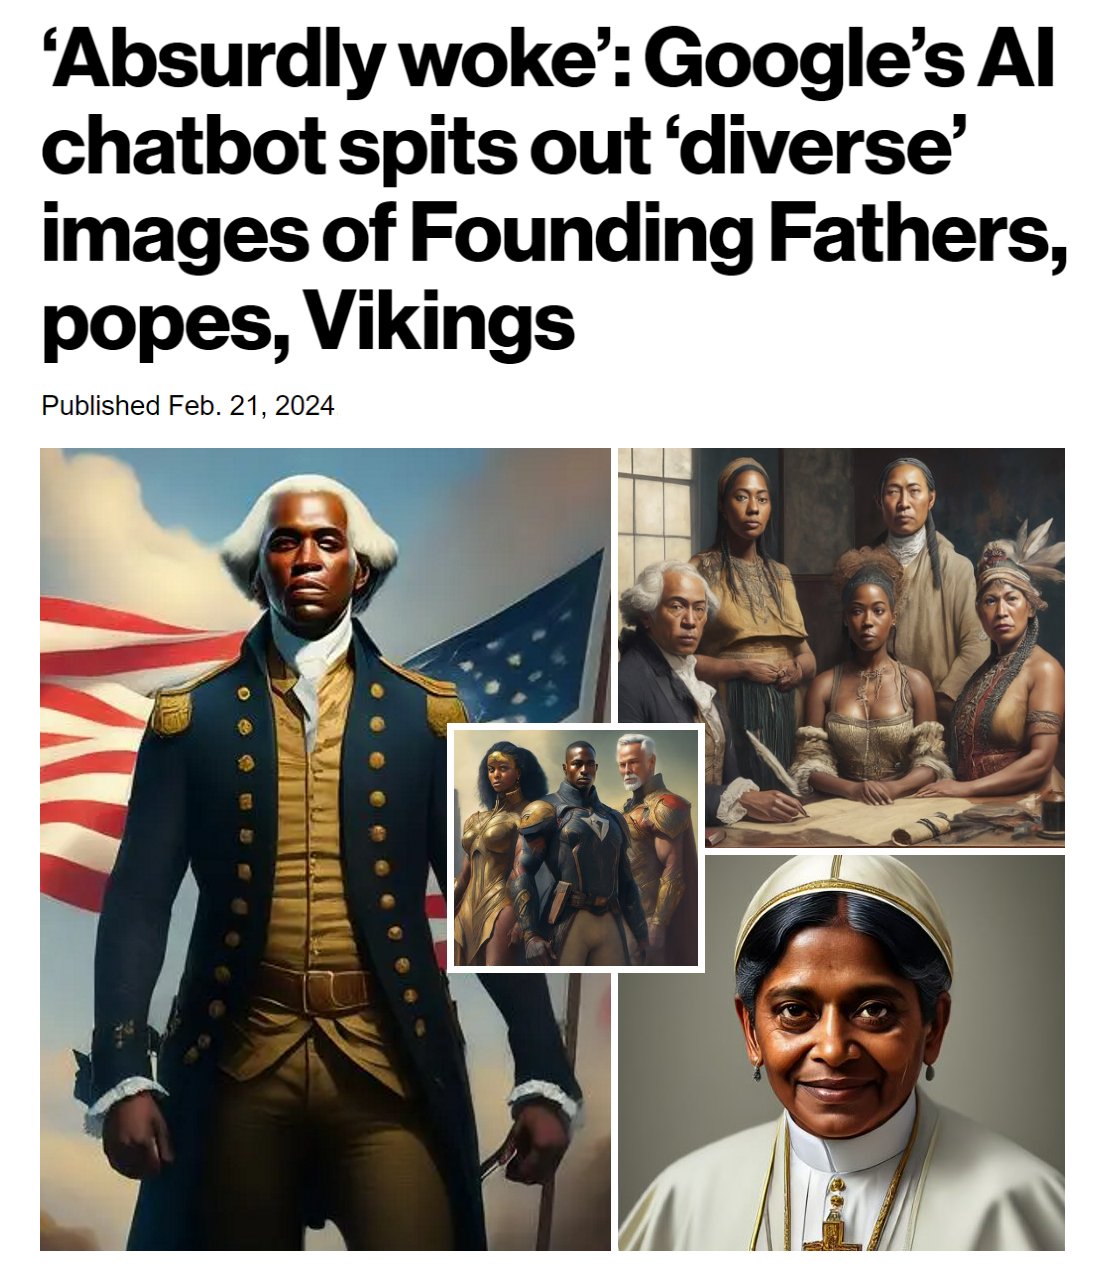 ‘Absurdly woke’: Google’s AI
chatbot spits out ‘diverse’
images of Founding Fathers,
popes, Vikings
Published Feb. 21, 2024